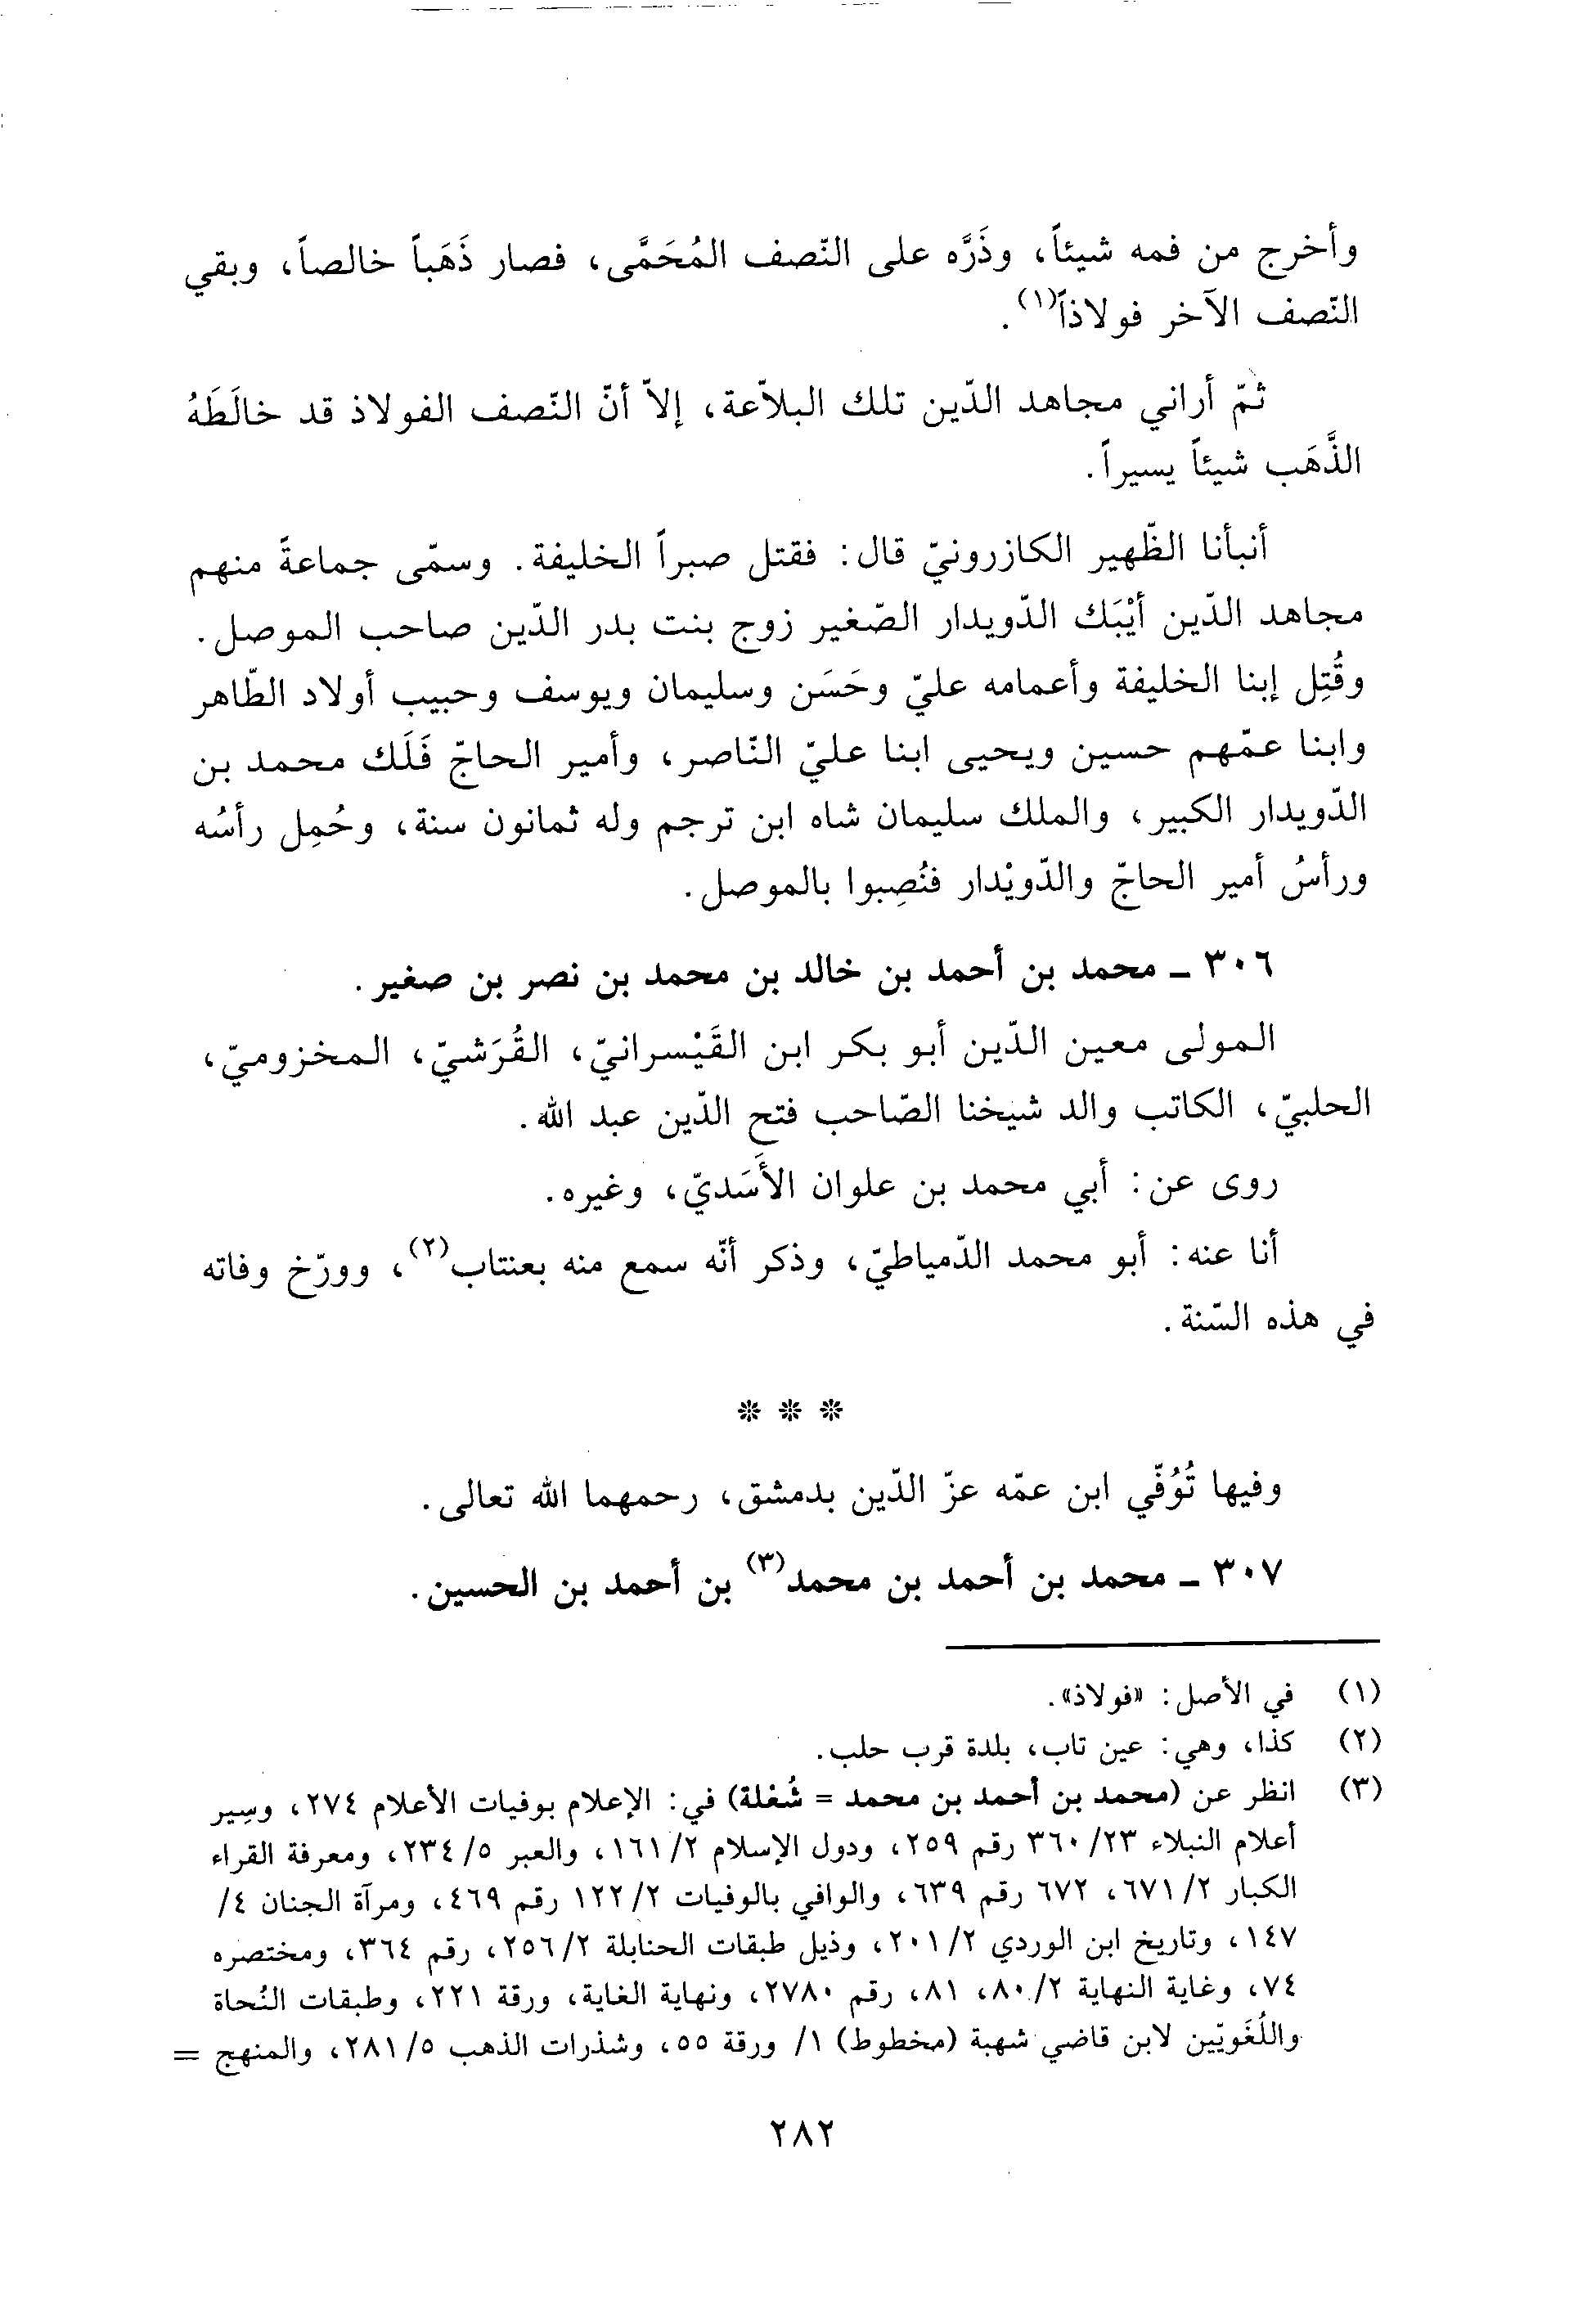 وأخرج من فمه شيئاً، وذَرَّه على النّصف المُحَمَّى، فصار ذَهَباً خالصاً، وبقي
النّصف الآخر فولاذاً(١).
ثمّ أراني مجاهد الدّين تلك البلاّعة، إلاّ أنّ النّصف الفولاذ قد خالَطَهُ
الذَّهَب شيئاً يسيراً.
أنبأنا الظّهير الكازرونيّ قال: فقتل صبراً الخليفة. وسمّى جماعةً منهم
مجاهد الدّين أيْبَك الدّويدار الصّغير زوج بنت بدر الدّين صاحب الموصل.
وقُتِل إبنا الخليفة وأعمامه عليّ وحَسَن وسليمان ويوسف وحبيب أولاد الظّاهر
وابنا عمّهم حسين ويحيى ابنا عليّ النّاصر، وأمير الحاجّ فَلَك محمد بن
الدّويدار الكبير، والملك سليمان شاه ابن ترجم وله ثمانون سنة، وحُمِل رأسُه
ورأسُ أمير الحاجّ والدّويْدار فنُصِبوا بالموصل.
٣٠٦ ـ محمد بن أحمد بن خالد بن محمد بن نصر بن صغير.
المولى معين الدّين أبو بكر ابن القَيْسرانيّ، القُرَشيّ، المخزوميّ،
الحلبيّ، الكاتب والد شيخنا الصّاحب فتح الدّين عبد الله.
روى عن: أبي محمد بن علوان الأَسَديّ، وغيره.
أنا عنه: أبو محمد الدّمياطيّ، وذكر أنّه سمع منه بعنتاب(٢)، وورّخ وفاته
في هذه السّنة.
* * *
وفيها تُوُفّي ابن عمّه عزّ الدّين بدمشق، رحمهما الله تعالى.
٣٠٧ ـ محمد بن أحمد بن محمد(٣) بن أحمد بن الحسين.
(١) في الأصل: «فولاذ».
(٢) كذا، وهي: عين تاب، بلدة قرب حلب.
(٣) انظر عن (محمد بن أحمد بن محمد = شُعلة) في: الإعلام بوفيات الأعلام ٢٧٤، وسِير
أعلام النبلاء ٢٣/ ٣٦٠ رقم ٢٥٩، ودول الإسلام ٢/ ١٦١، والعبر ٥/ ٢٣٤، ومعرفة القراء
الكبار ٢/ ٦٧١، ٦٧٢ رقم ٦٣٩، والوافي بالوفيات ٢/ ١٢٢ رقم ٤٦٩، ومرآة الجنان ٤/
١٤٧، وتاريخ ابن الوردي ٢/ ٢٠١، وذيل طبقات الحنابلة ٢/ ٢٥٦، رقم ٣٦٤، ومختصره
٧٤، وغاية النهاية ٢/ ٨٠، ٨١، رقم ٢٧٨٠، ونهاية الغاية، ورقة ٢٢١، وطبقات النُحاة
واللُغَويّين لابن قاضي شهبة (مخطوط) ١/ ورقة ٥٥، وشذرات الذهب ٥/ ٢٨١، والمنهج =
٢٨٢